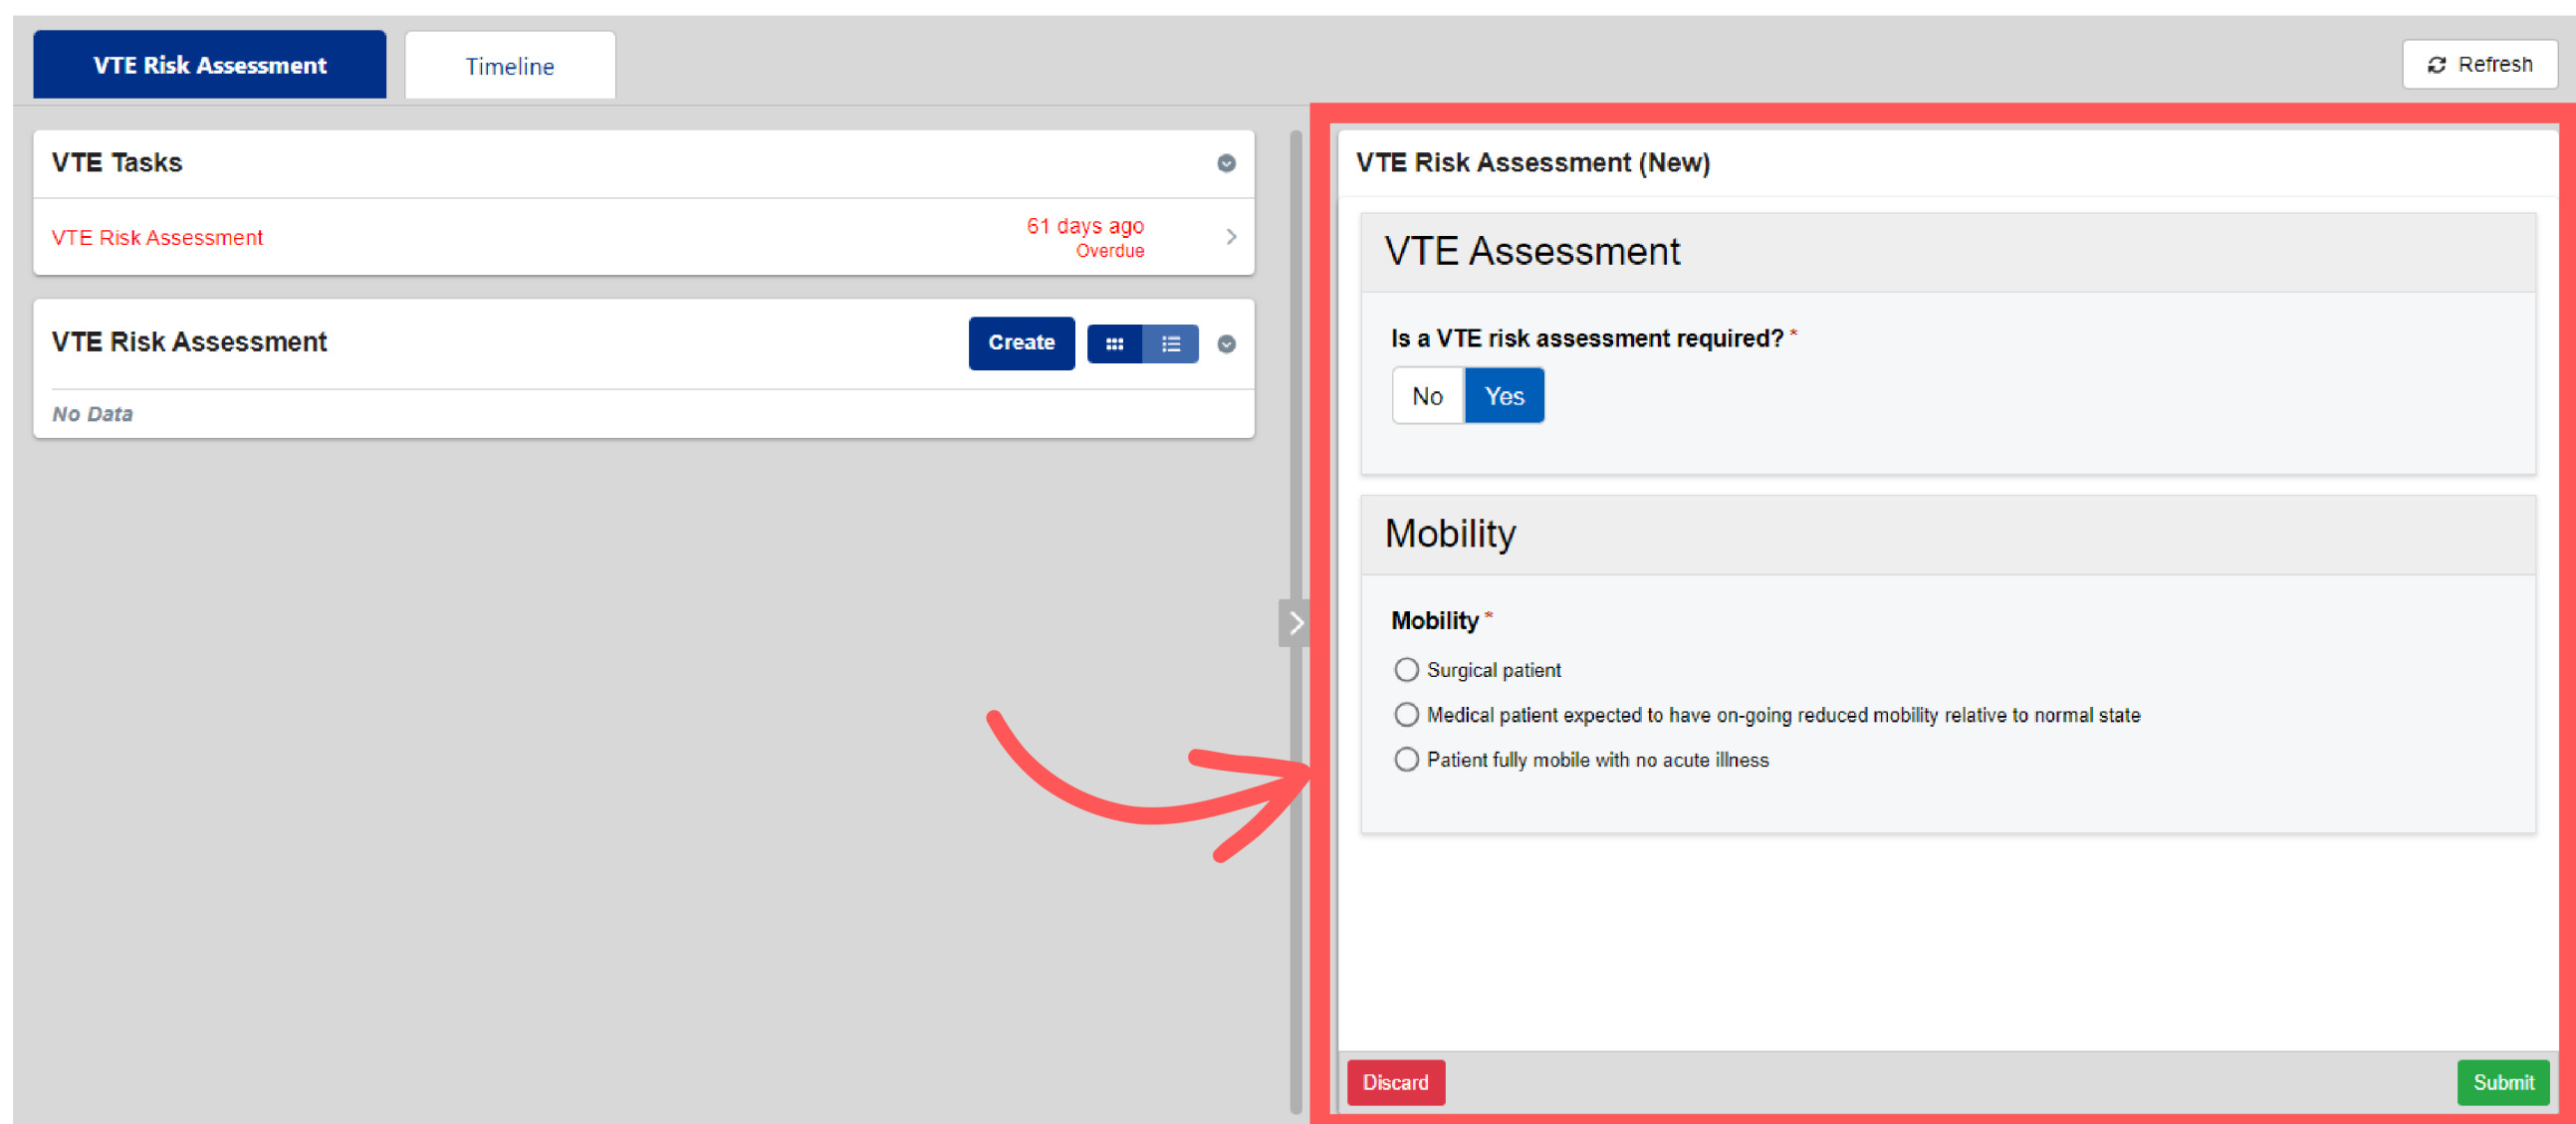 VTE Risk Assessment
Timeline
Refresh
VTE Tasks
VTE Risk Assessment
61 days ago
Overdue
VTE Risk Assessment
Create
No Data
VTE Risk Assessment (New)
VTE Assessment
Is a VTE risk assessment required? *
No Yes
Mobility
Mobility *
Surgical patient
Medical patient expected to have on-going reduced mobility relative to normal state
Patient fully mobile with no acute illness
Discard
Submit